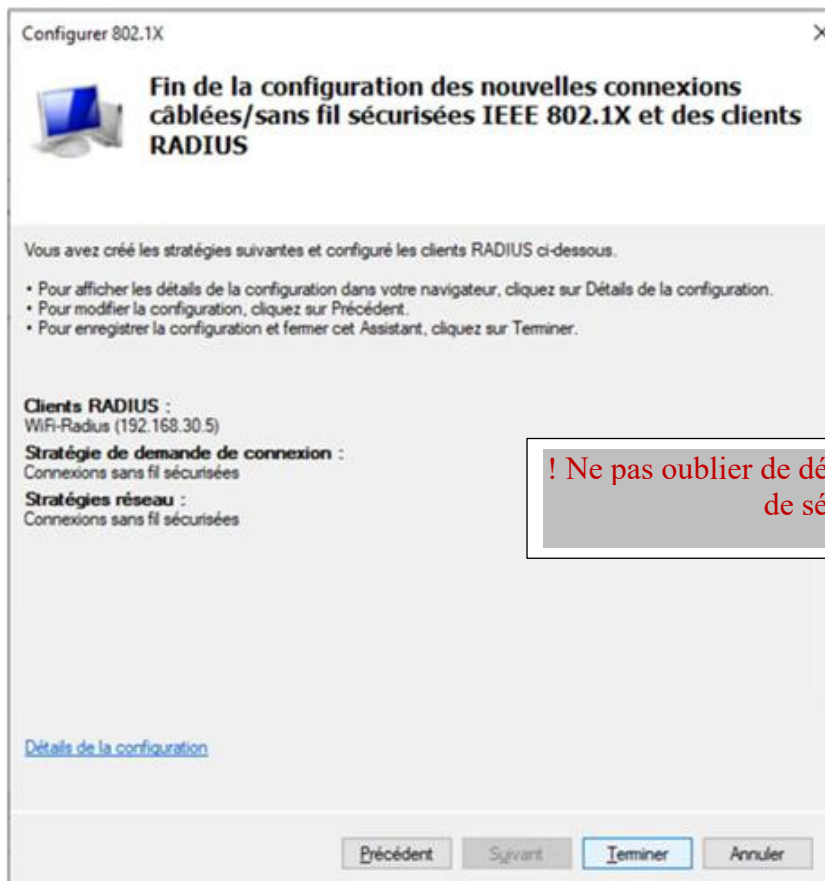 Configurer 802.1X
Fin de la configuration des nouvelles connexions
câblées/sans fil sécurisées IEEE 802.1X et des clients
RADIUS
Vous avez créé les stratégies suivantes et configuré les clients RADIUS ci-dessous.
• Pour afficher les détails de la configuration dans votre navigateur, cliquez sur Détails de la configuration.
• Pour modifier la configuration, cliquez sur Précédent.
• Pour enregistrer la configuration et fermer cet Assistant, cliquez sur Terminer.
Clients RADIUS :
WiFi-Radius (192.168.30.5)
Stratégie de demande de connexion :
Connexions sans fil sécurisées
Stratégies réseau :
Connexions sans fil sécurisées
! Ne pas oublier de dé
de sé
Détails de la configuration
Précédent Suivant Terminer Annuler